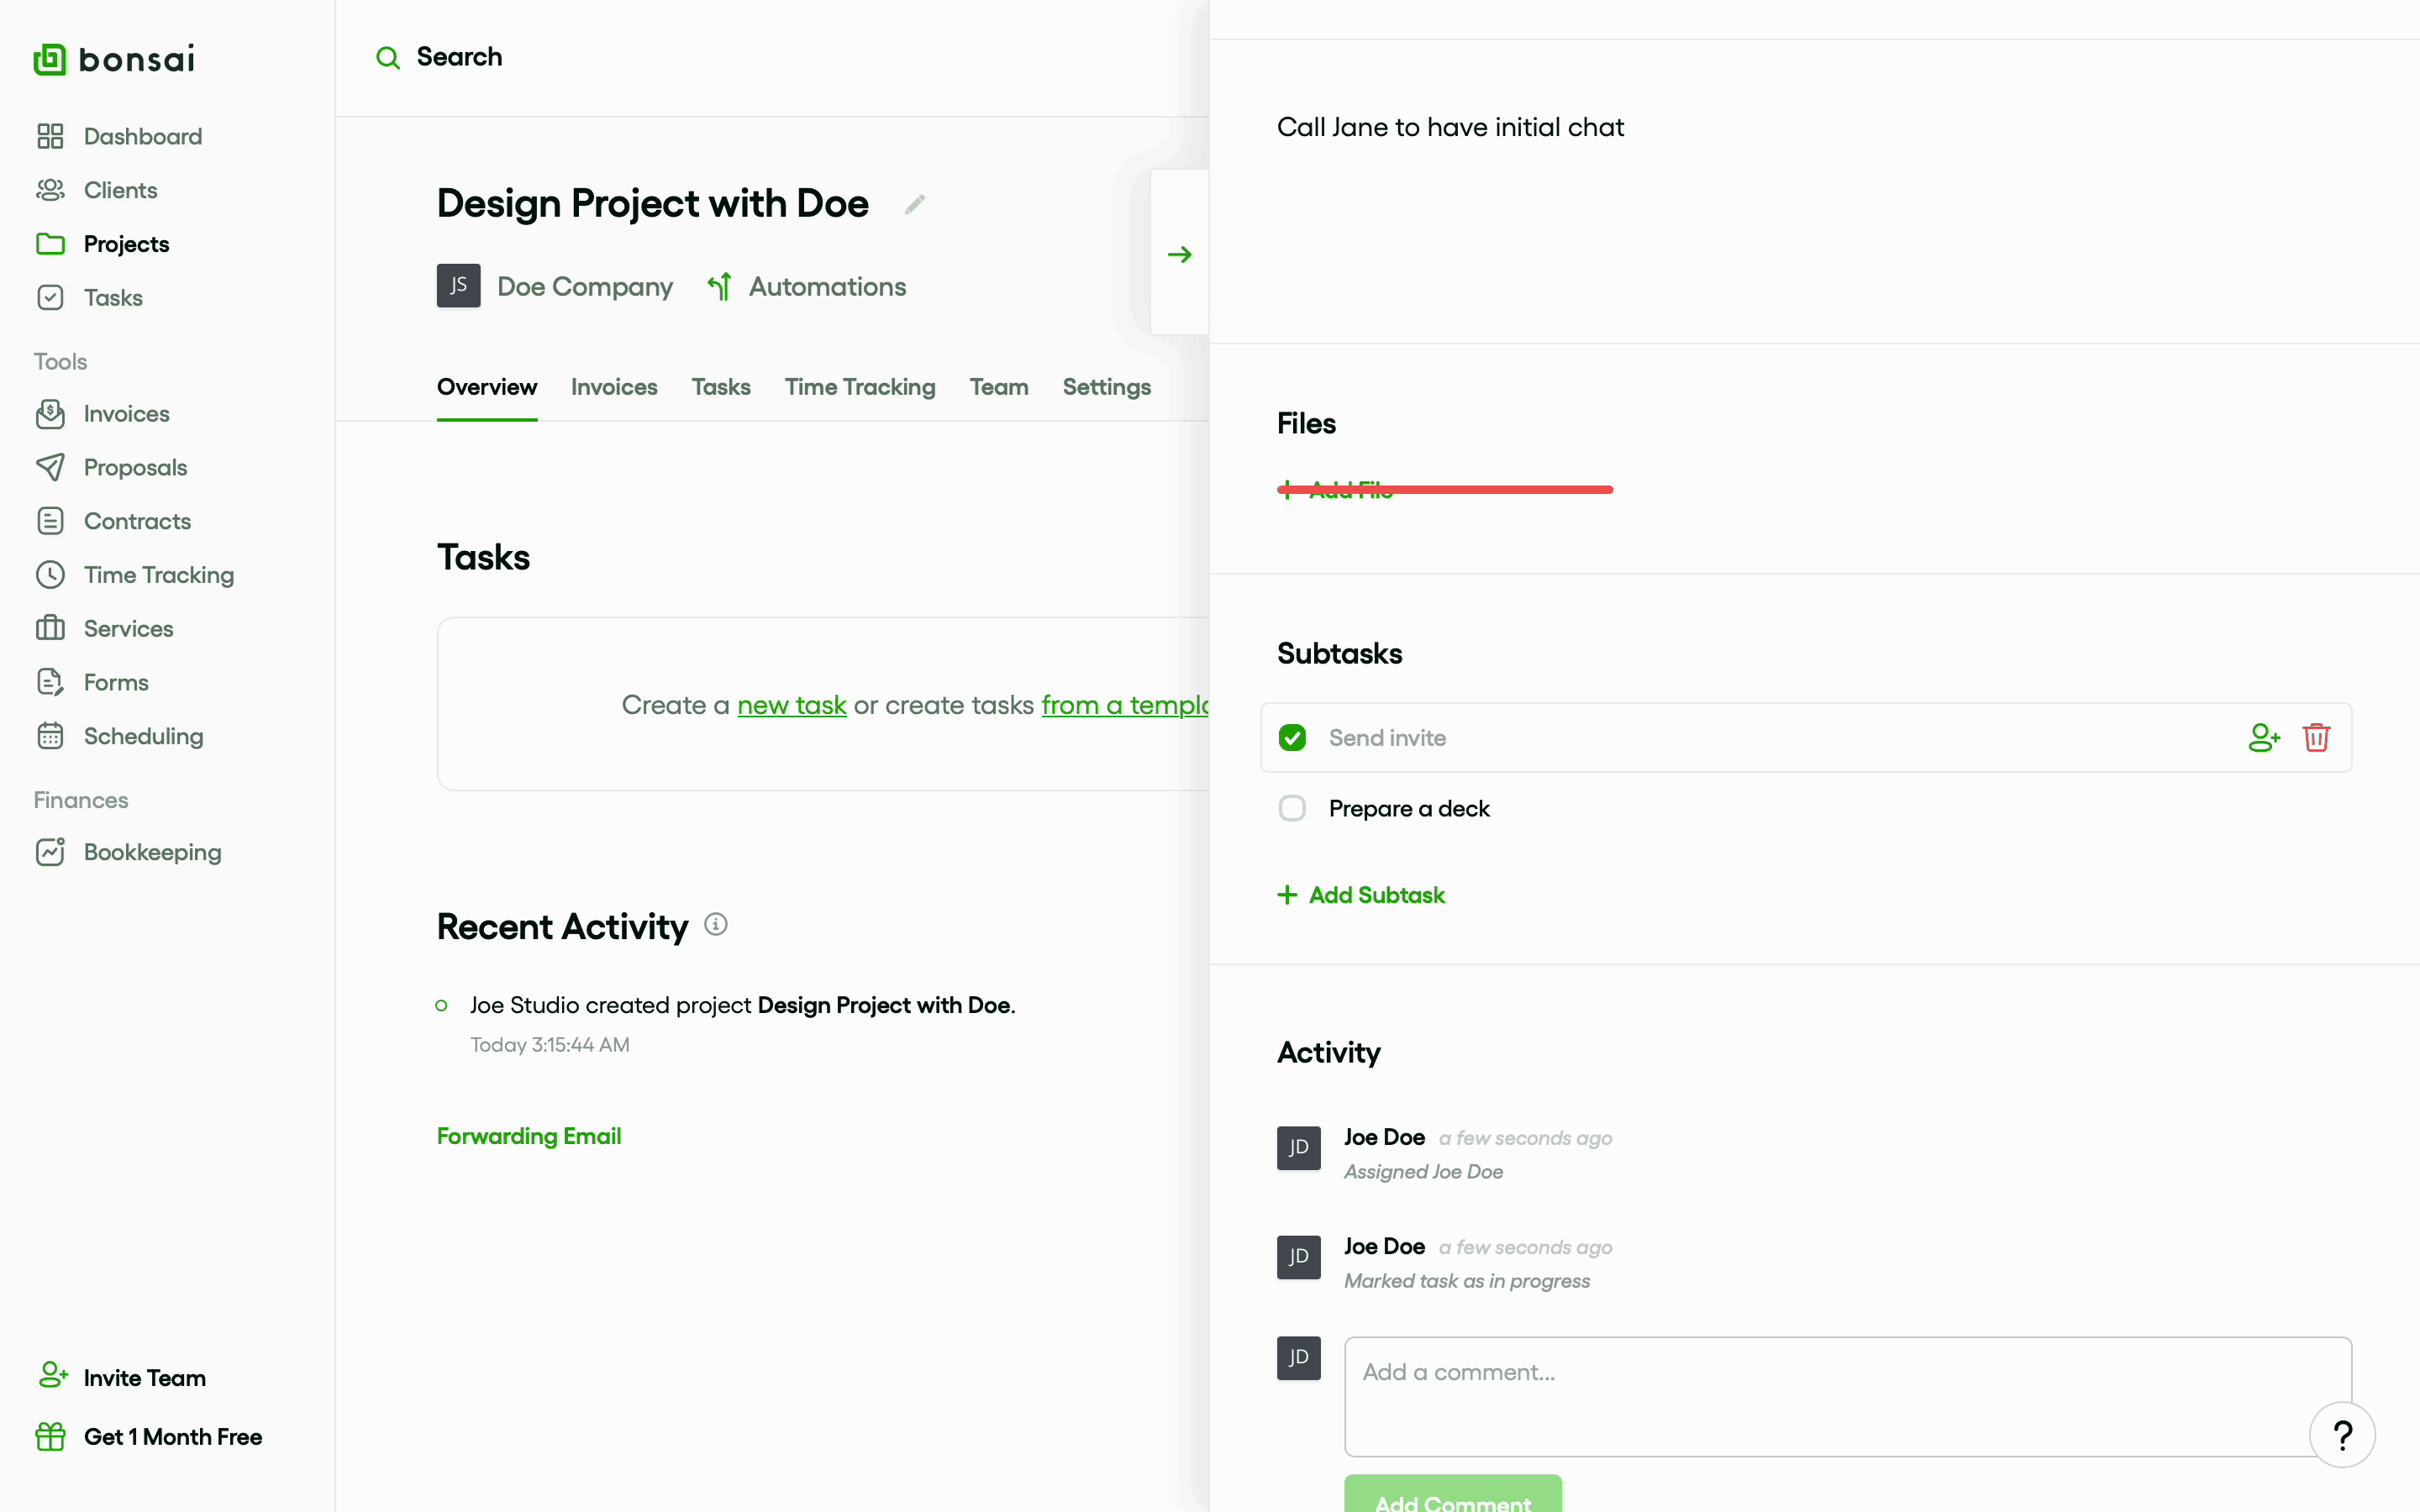 bonsai
Dashboard
Clients
Projects
Tasks
Tools
Invoices
Proposals
Contracts
Time Tracking
Services
Forms
Scheduling
Finances
Bookkeeping
Invite Team
Get 1 Month Free
Search
Design Project with Doe
JS Doe Company Automations
Overview Invoices Tasks Time Tracking Team Settings
Tasks
Create a new task or create tasks from a templa
Recent Activity
Joe Studio created project Design Project with Doe.
Today 3:15:44 AM
Forwarding Email
Call Jane to have initial chat
Files
+ Add File
Subtasks
Send invite
Prepare a deck
+ Add Subtask
Activity
JD Joe Doe a few seconds ago
Assigned Joe Doe
JD Joe Doe a few seconds ago
Marked task as in progress
JD Add a comment...
?
Add Comment